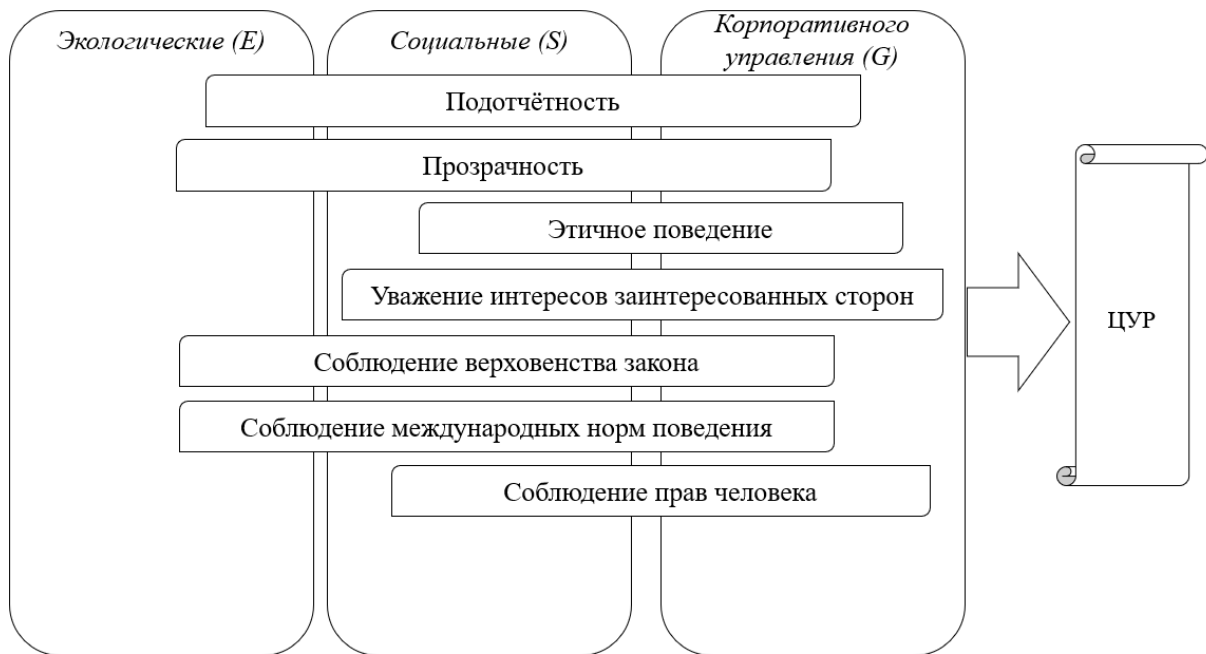 Экологические (E)
Социальные (S)
Корпоративного
управления (G)
Подотчётность
Прозрачность
Этичное поведение
Уважение интересов заинтересованных сторон
Соблюдение верховенства закона
Соблюдение международных норм поведения
Соблюдение прав человека
ЦУР